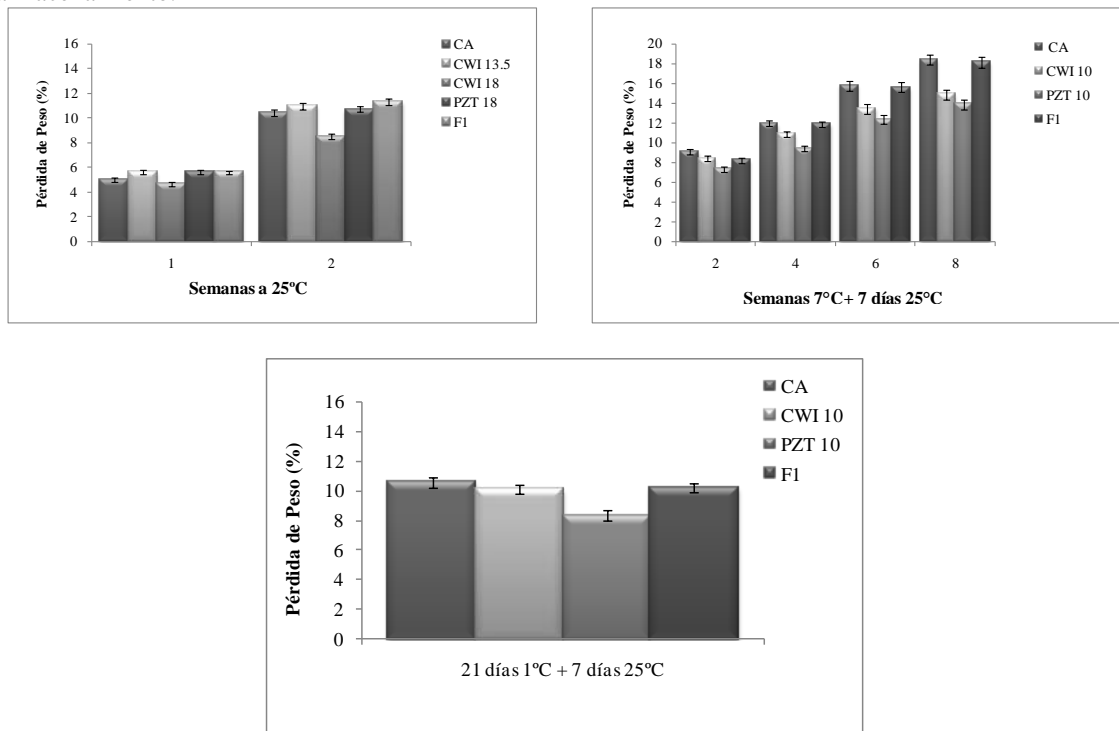 16
14
12
10
8
6
4
2
0
Pérdida de Peso (%)
1
2
Semanas a 25ºC
CA
CWI 13.5
CWI 18
PZT 18
F1
20
18
16
14
12
10
8
6
4
2
0
Pérdida de Peso (%)
2
4
6
8
Semanas 7°C+ 7 días 25°C
CA
CWI 10
PZT 10
F1
16
14
12
10
8
6
4
2
0
Pérdida de Peso (%)
21 días 1ºC + 7 días 25ºC
CA
CWI 10
PZT 10
F1